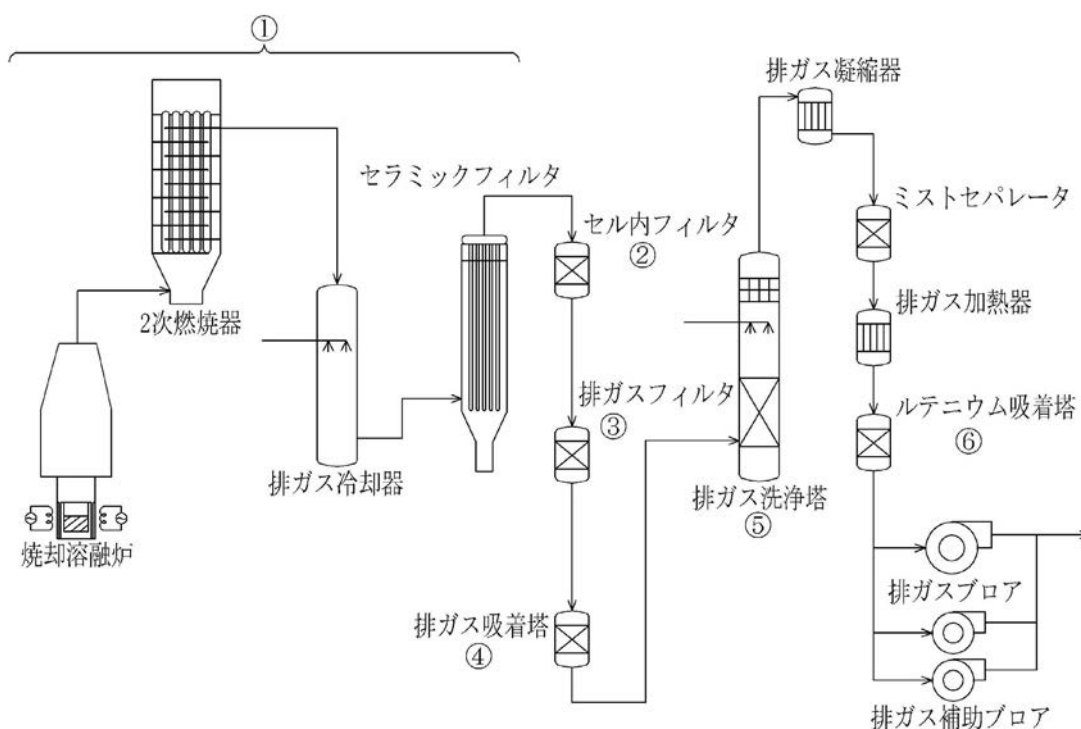 ①
2次燃焼器
焼却溶融炉
排ガス冷却器
セラミックフィルタ
セル内フィルタ
②
排ガスフィルタ
③
排ガス吸着塔
④
排ガス洗浄塔
⑤
排ガス凝縮器
ミストセパレータ
排ガス加熱器
ルテニウム吸着塔
⑥
排ガスブロア
排ガス補助ブロア